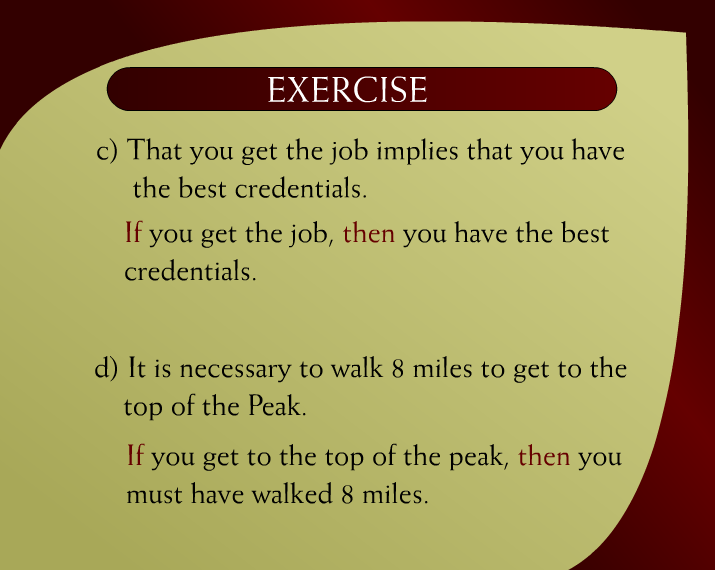 EXERCISE
c) That you get the job implies that you have
the best credentials.
If you get the job, then you have the best
credentials.
d) It is necessary to walk 8 miles to get to the
top of the Peak.
If you get to the top of the peak, then you
must have walked 8 miles.